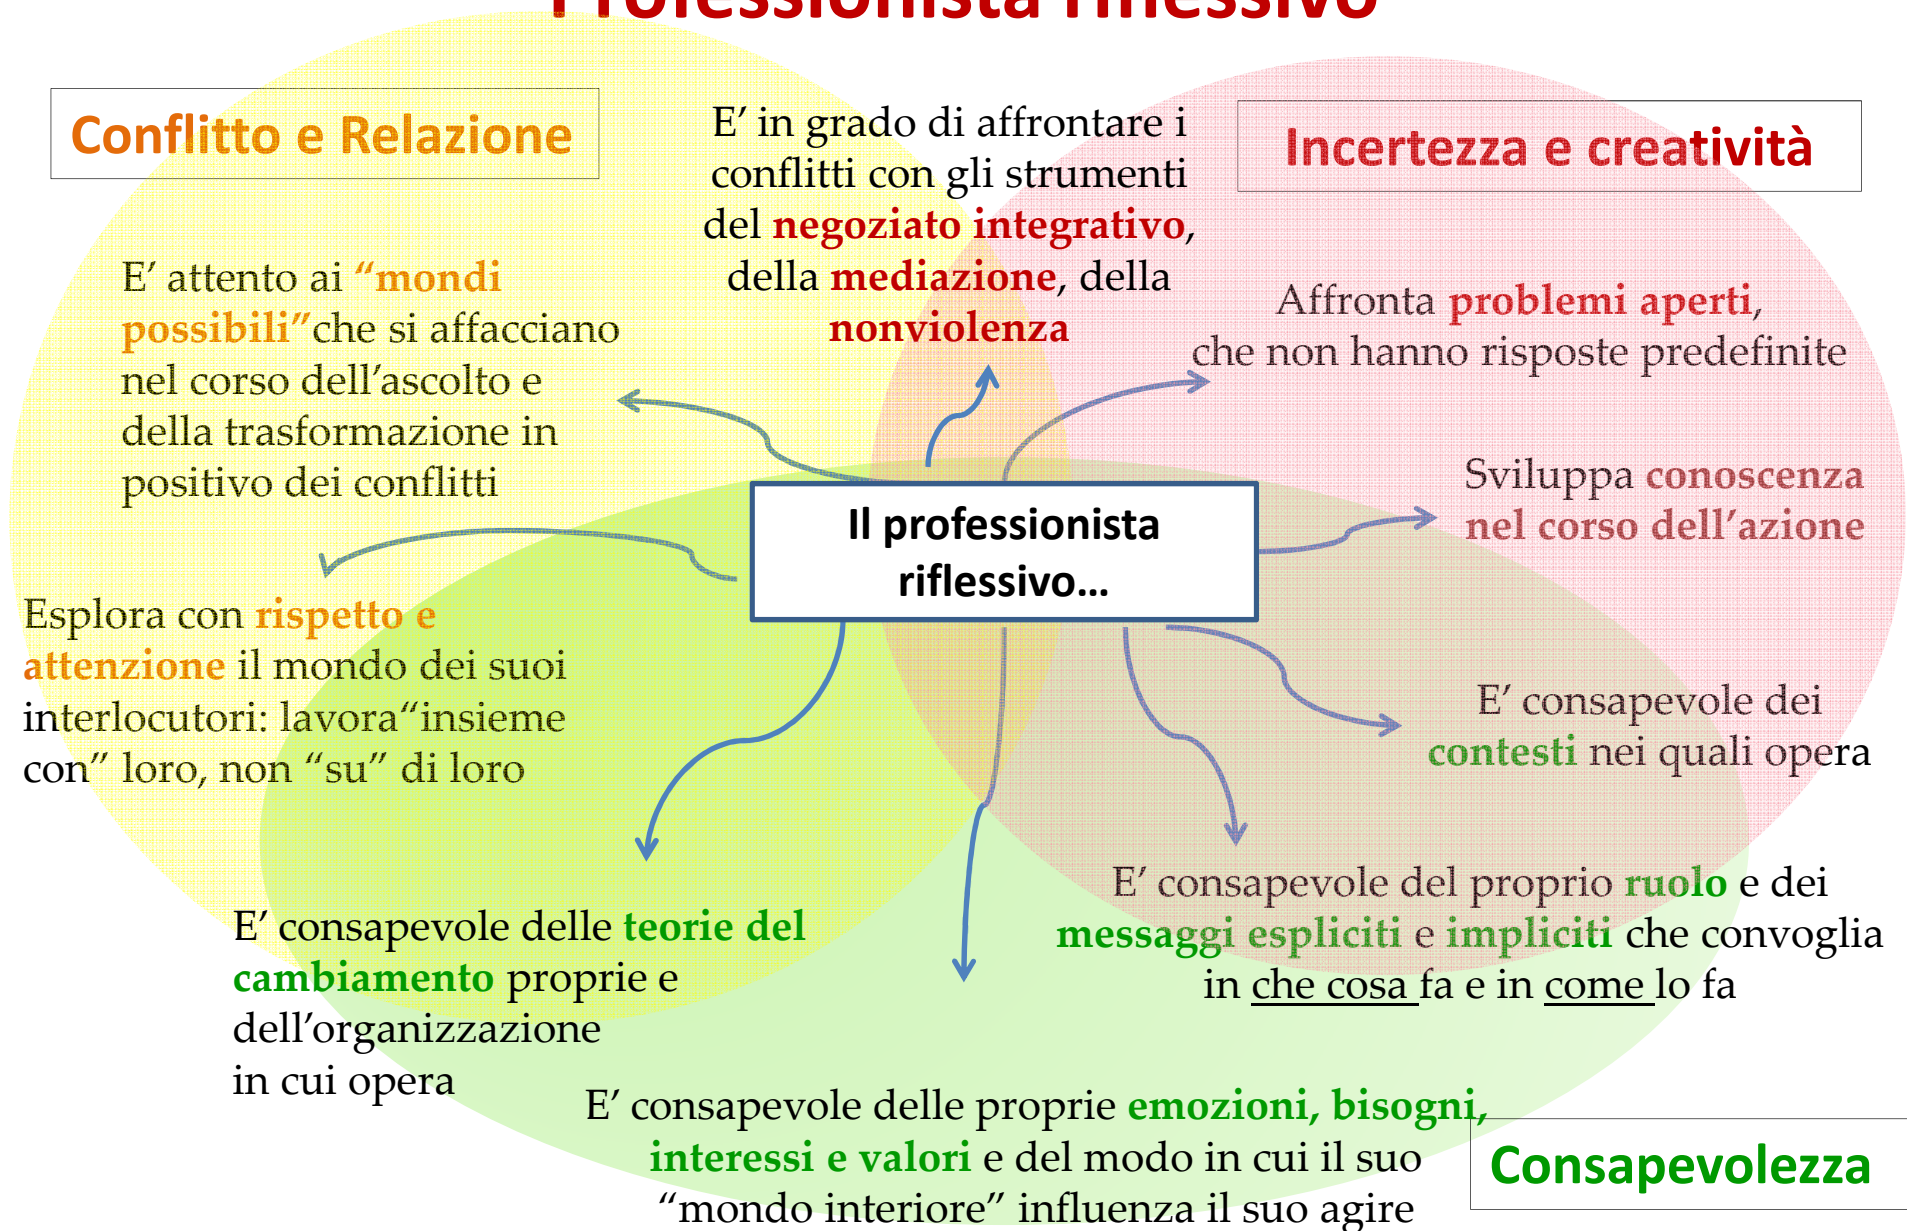 Professionista riflessivo
Conflitto e Relazione
E’ in grado di affrontare i
conflitti con gli strumenti
del negoziato integrativo,
della mediazione, della
nonviolenza
Incertezza e creatività
E’ attento ai “mondi
possibili”che si affacciano
nel corso dell’ascolto e
della trasformazione in
positivo dei conflitti
Affronta problemi aperti,
che non hanno risposte predefinite
Sviluppa conoscenza
nel corso dell’azione
Il professionista
riflessivo...
Esplora con rispetto e
attenzione il mondo dei suoi
interlocutori: lavora“insieme
con” loro, non “su” di loro
E’ consapevole dei
contesti nei quali opera
E’ consapevole del proprio ruolo e dei
messaggi espliciti e impliciti che convoglia
in che cosa fa e in come lo fa
E’ consapevole delle teorie del
cambiamento proprie e
dell’organizzazione
in cui opera
E’ consapevole delle proprie emozioni, bisogni,
interessi e valori e del modo in cui il suo
“mondo interiore” influenza il suo agire
Consapevolezza